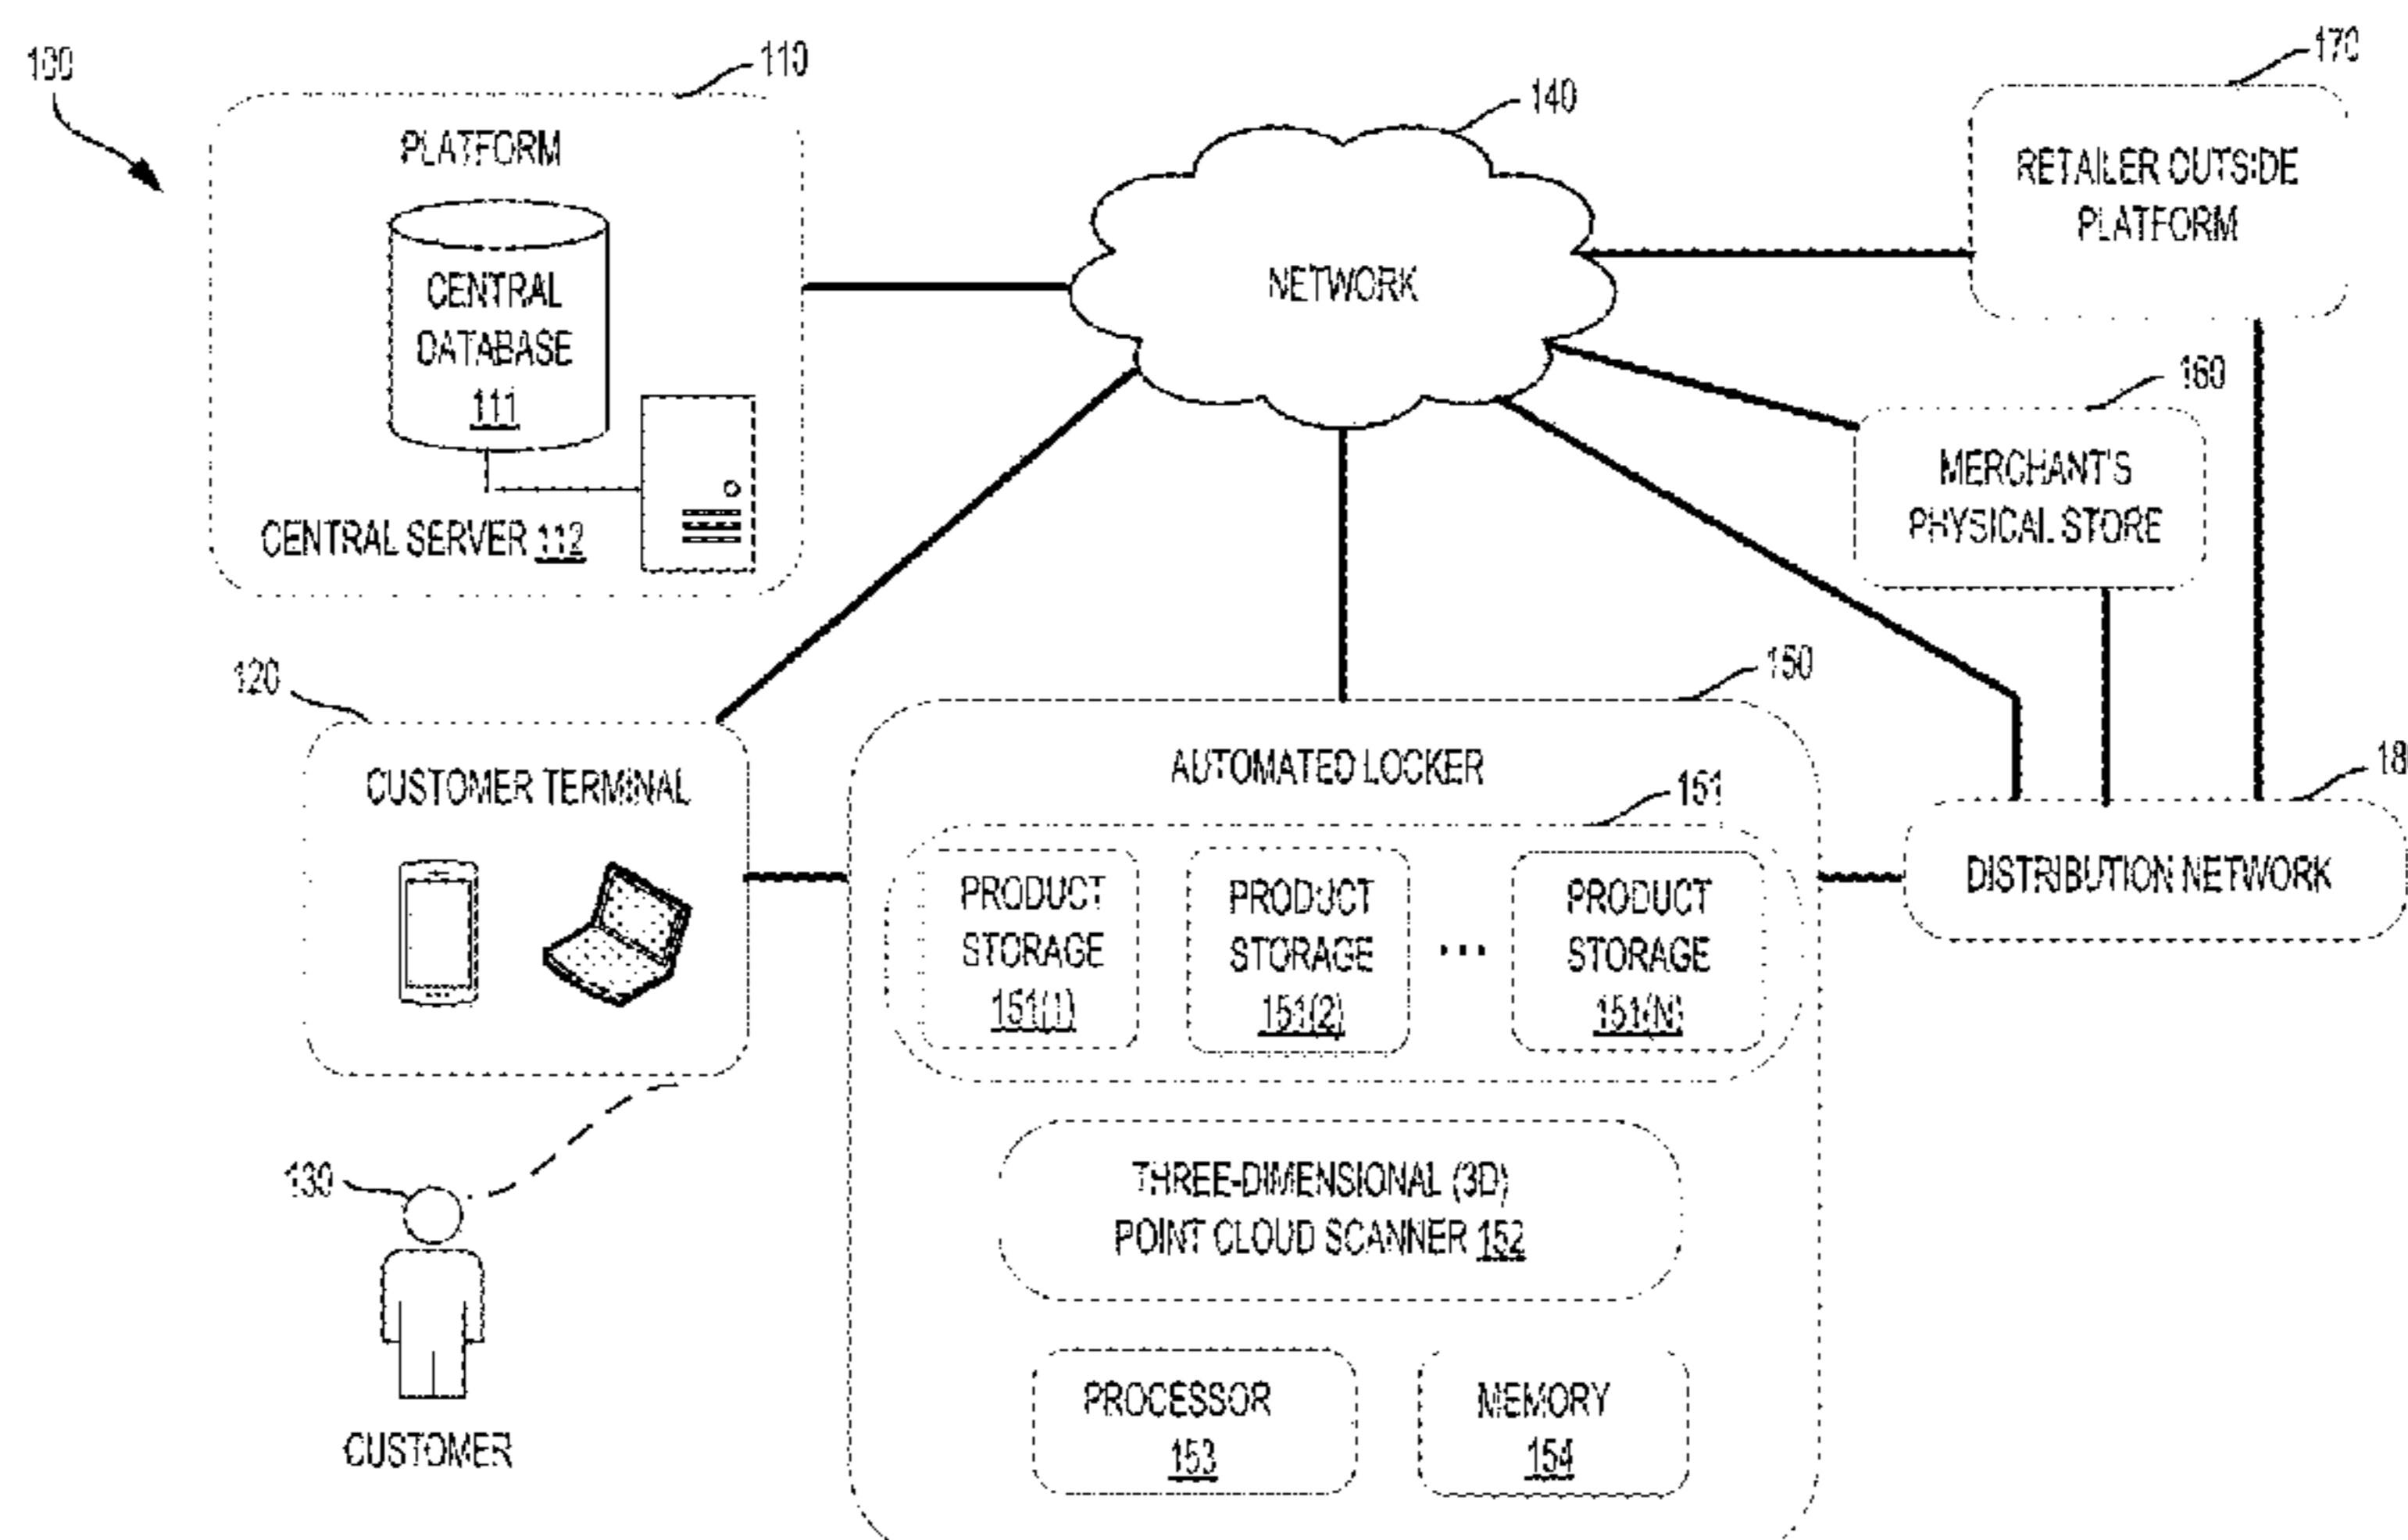 100
110
PLATFORM
CENTRAL
DATABASE
111
CENTRAL SERVER 112
140
NETWORK
170
RETAILER OUTSIDE
PLATFORM
160
MERCHANT'S
PHYSICAL STORE
120
CUSTOMER TERMINAL
150
AUTOMATED LOCKER
151
PRODUCT
STORAGE
151(1)
PRODUCT
STORAGE
151(2)
...
PRODUCT
STORAGE
151(N)
18
DISTRIBUTION NETWORK
THREE-DIMENSIONAL (3D)
POINT CLOUD SCANNER 152
130
CUSTOMER
PROCESSOR
153
MEMORY
154